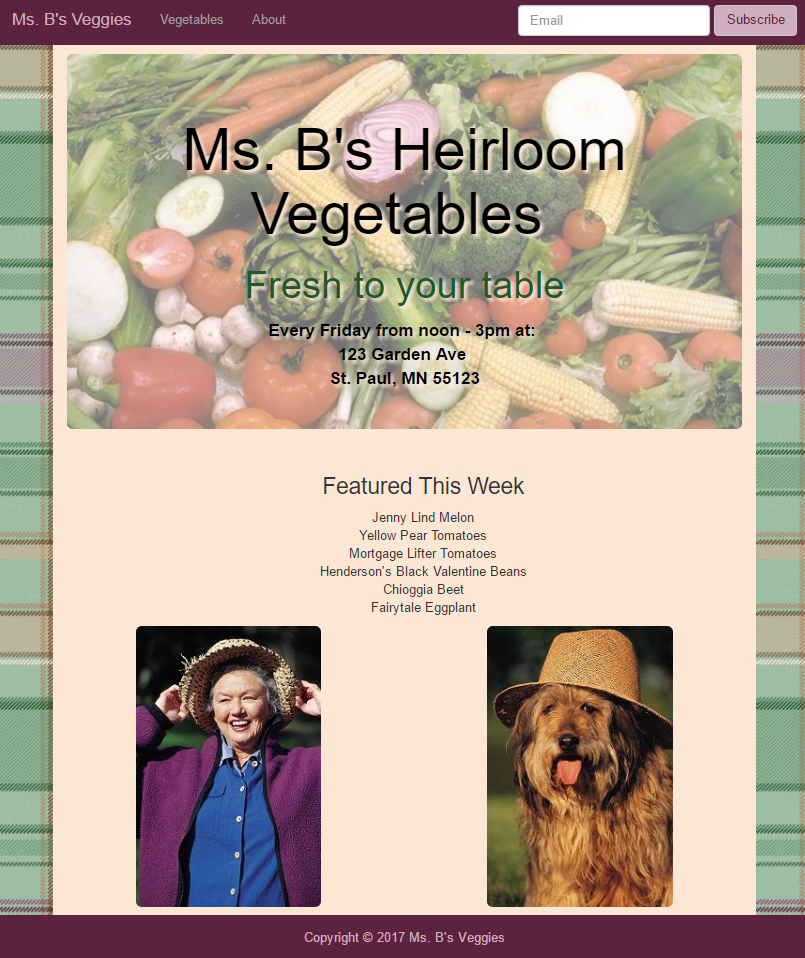 Ms. B's Veggies Vegetables About Email Subscribe
Ms. B's Heirloom
Vegetables
Fresh to your table
Every Friday from noon - 3pm at:
123 Garden Ave
St. Paul, MN 55123
Featured This Week
Jenny Lind Melon
Yellow Pear Tomatoes
Mortgage Lifter Tomatoes
Henderson's Black Valentine Beans
Chioggia Beet
Fairytale Eggplant
Copyright © 2017 Ms. B's Veggies